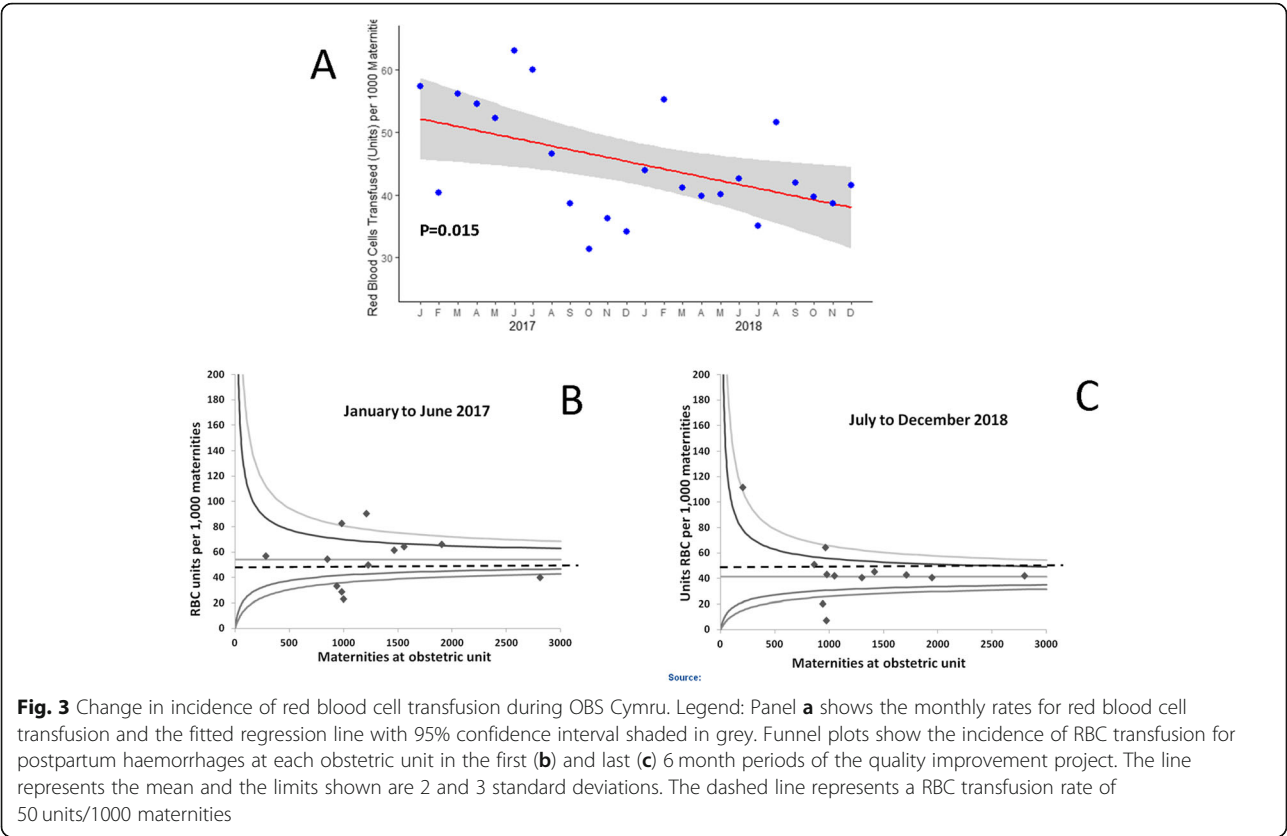 A
Red Blood Cells Transfused (Units) per 1000 Maternitie
60
50
40
30
P=0.015
J F M A M J J A S O N D J F M A M J J A S O N D
2017 2018
B
January to June 2017
RBC units per 1,000 maternities
200
180
160
140
120
100
80
60
40
20
0
0 500 1000 1500 2000 2500 3000
Maternities at obstetric unit
C
July to December 2018
Units RBC per 1,000 maternities
200
180
160
140
120
100
80
60
40
20
0
0 500 1000 1500 2000 2500 3000
Maternities at obstetric unit
Source:
Fig. 3 Change in incidence of red blood cell transfusion during OBS Cymru. Legend: Panel a shows the monthly rates for red blood cell
transfusion and the fitted regression line with 95% confidence interval shaded in grey. Funnel plots show the incidence of RBC transfusion for
postpartum haemorrhages at each obstetric unit in the first (b) and last (c) 6 month periods of the quality improvement project. The line
represents the mean and the limits shown are 2 and 3 standard deviations. The dashed line represents a RBC transfusion rate of
50 units/1000 maternities